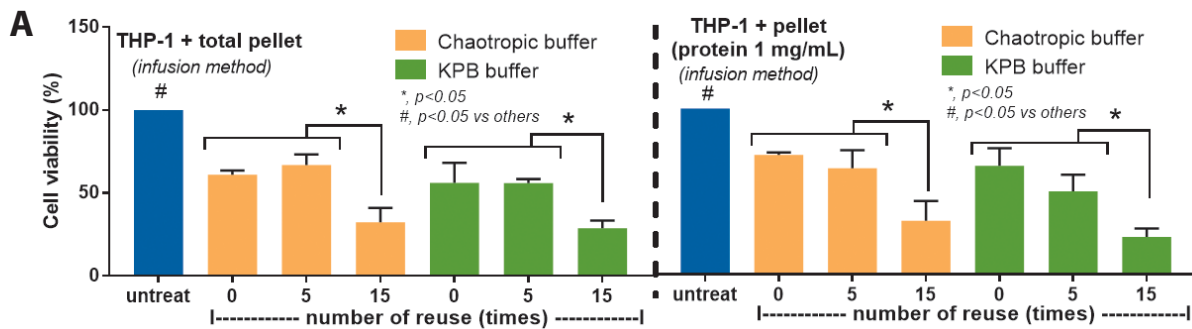 A
THP-1 + total pellet
(infusion method)
Chaotropic buffer
KPB buffer
*, p<0.05
#, p<0.05 vs others
#
*
*
Cell viability (%)
150
100
50
0
untreat
0
5
15
0
5
15
I----------- number of reuse (times) ------------I
THP-1 + pellet
(protein 1 mg/mL)
(infusion method)
Chaotropic buffer
KPB buffer
*, p<0.05
#, p<0.05 vs others
#
*
*
untreat
0
5
15
0
5
15
I----------- number of reuse (times) ------------I